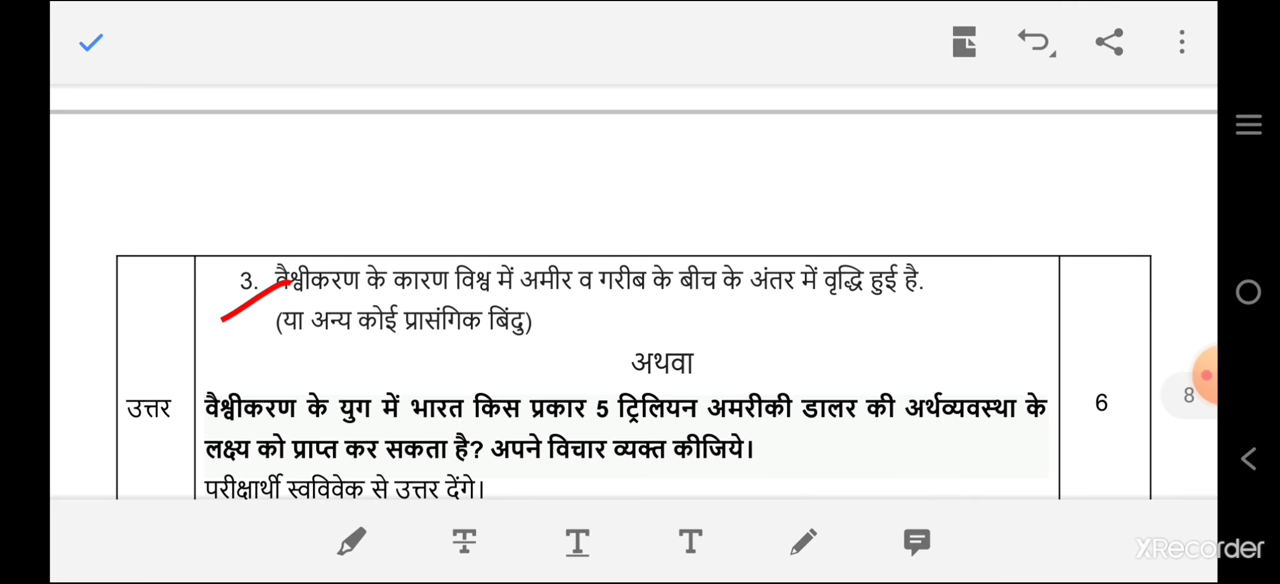 3. वैश्वीकरण के कारण विश्व में अमीर व गरीब के बीच के अंतर में वृद्धि हुई है.
(या अन्य कोई प्रासंगिक बिंदु)
अथवा
उत्तर
वैश्वीकरण के युग में भारत किस प्रकार 5 ट्रिलियन अमरीकी डालर की अर्थव्यवस्था के
6
8
लक्ष्य को प्राप्त कर सकता है? अपने विचार व्यक्त कीजिये।
परीक्षार्थी स्वविवेक से उत्तर देंगे।
T
T
T
XRecorder